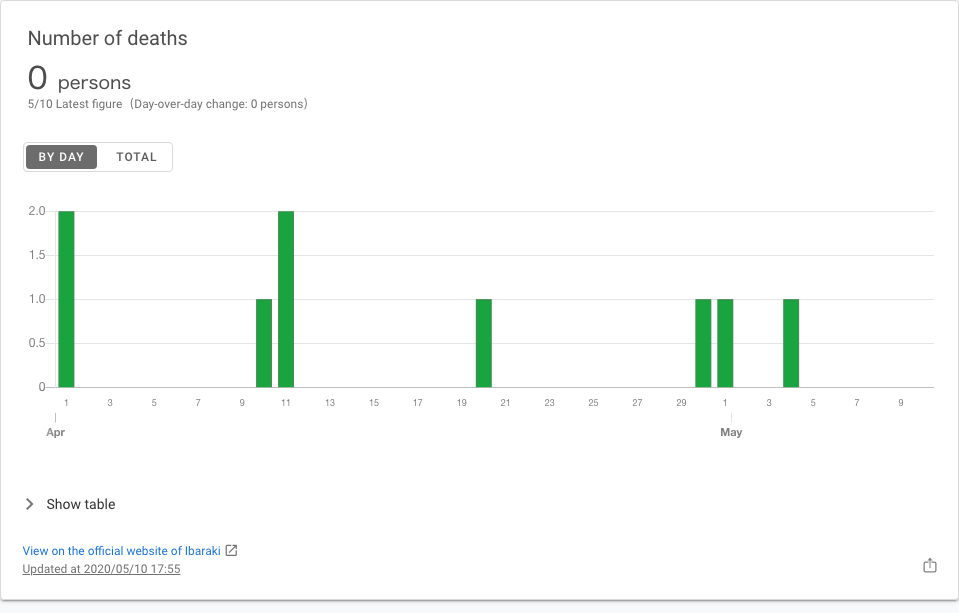 Number of deaths
0 persons
5/10 Latest figure（Day-over-day change: 0 persons）
BY DAY TOTAL
2.0
1.5
1.0
0.5
0
1 3 5 7 9 11 13 15 17 19 21 23 25 27 29 1 3 5 7 9
Apr May
Show table
View on the official website of Ibaraki
Updated at 2020/05/10 17:55